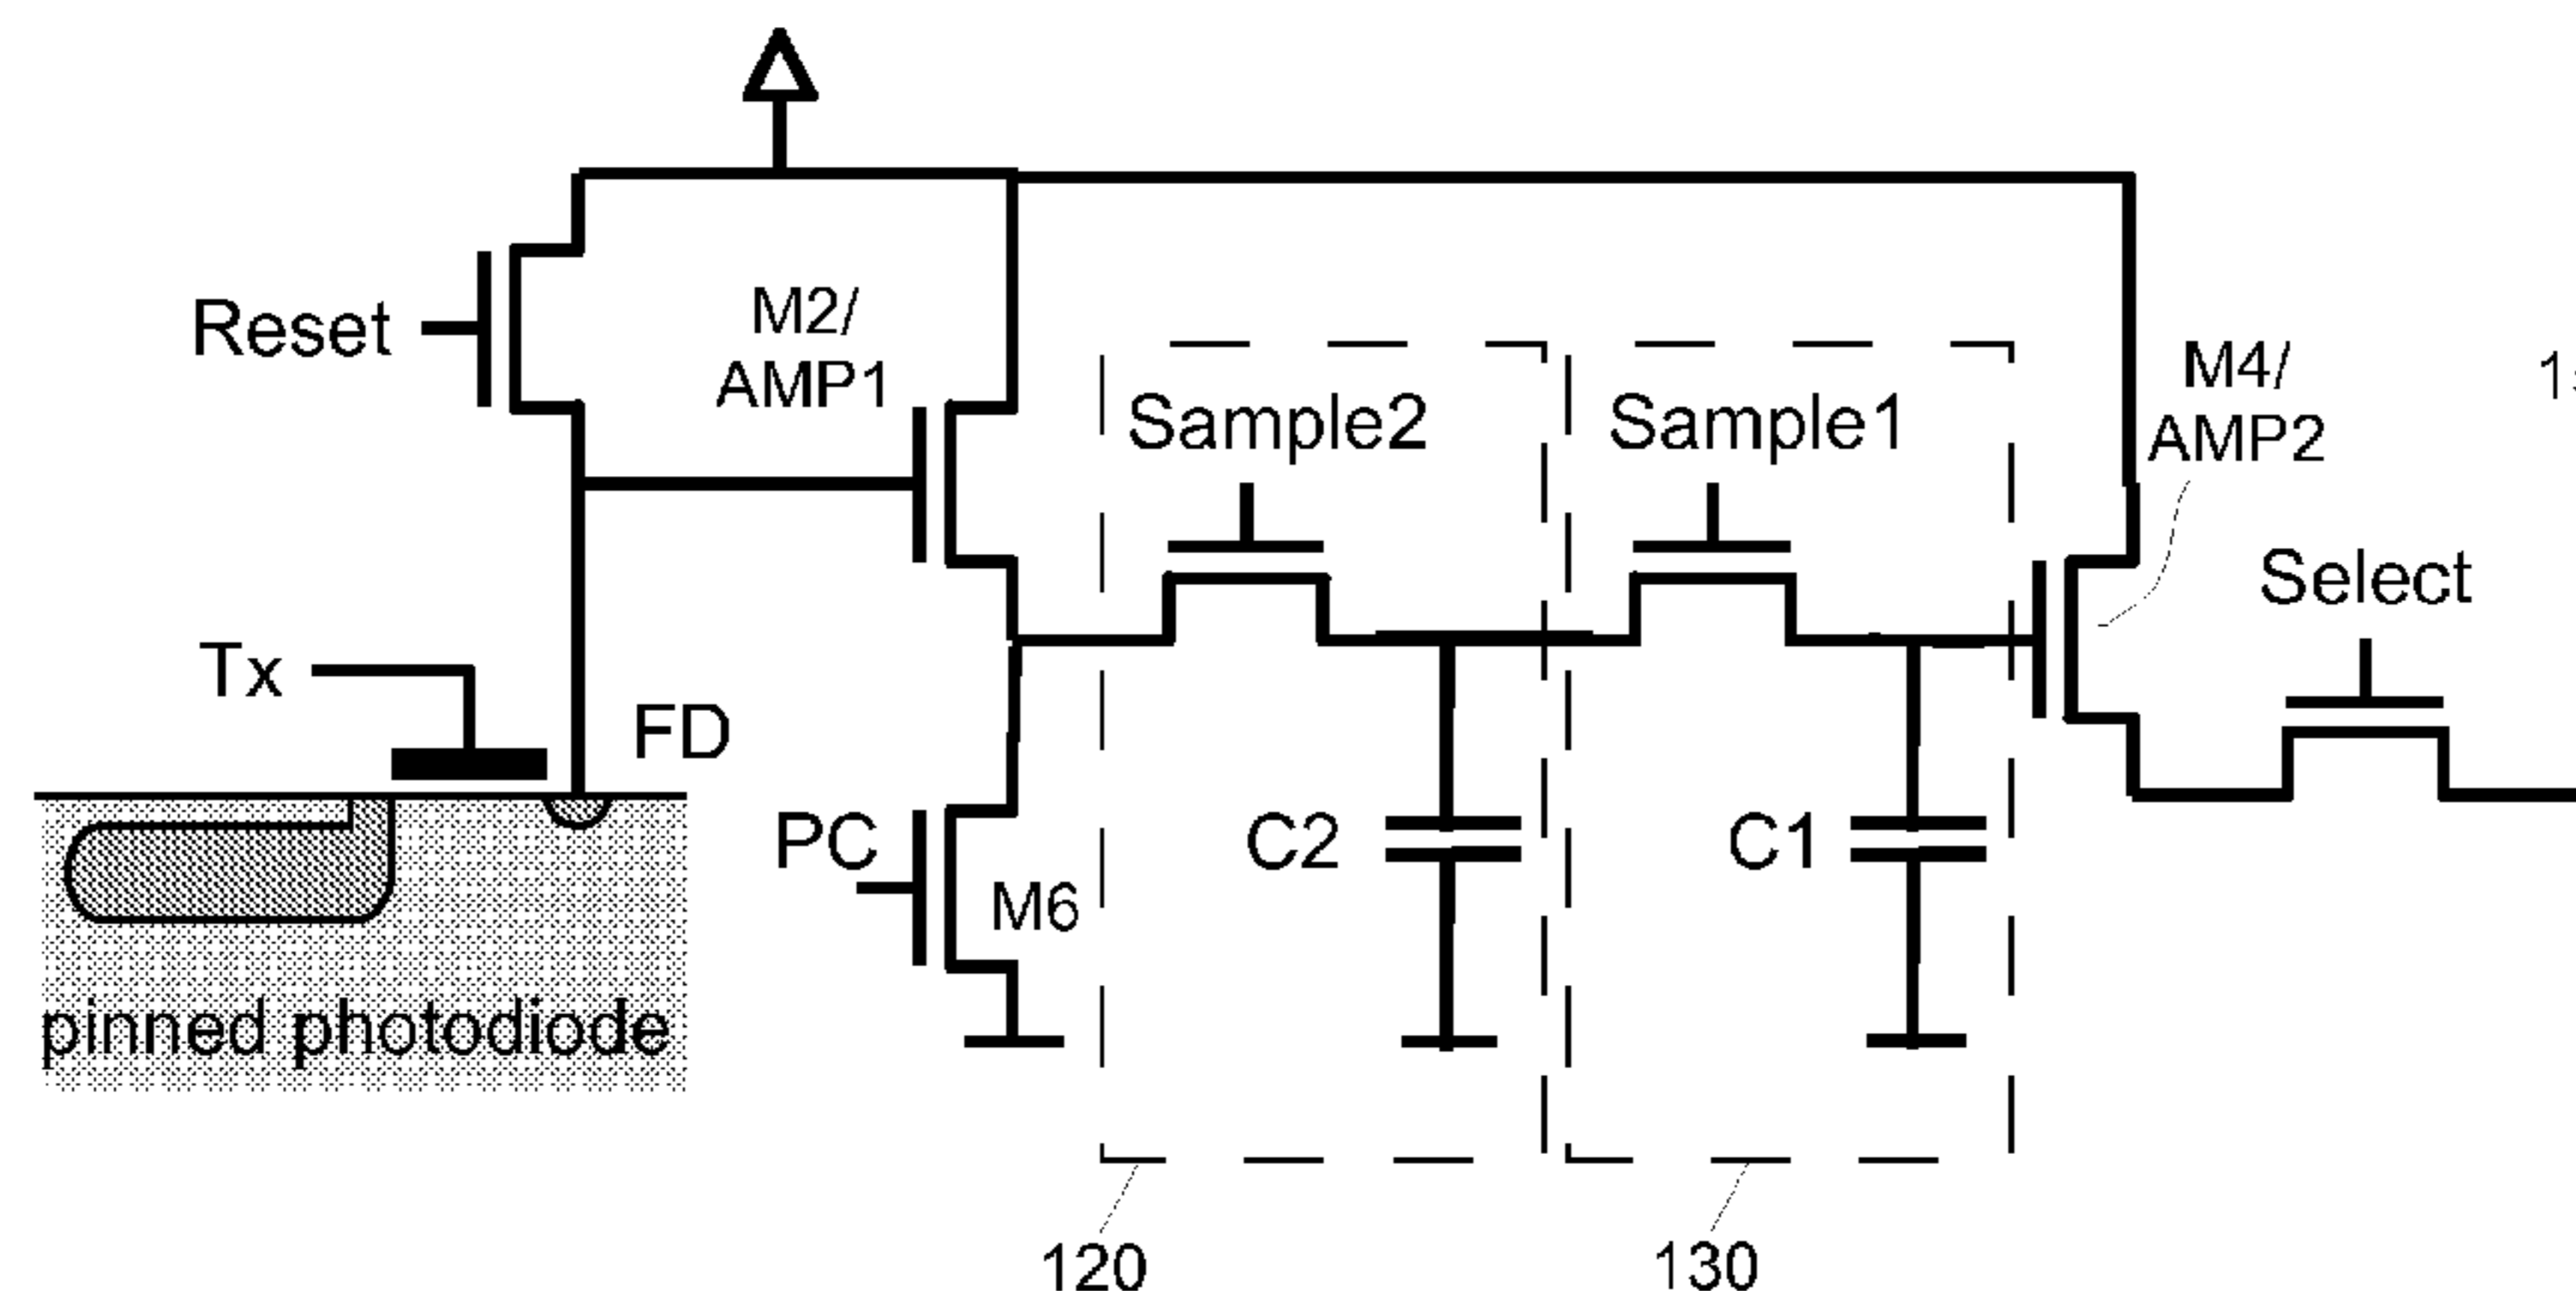 M2/
AMP1
Reset
M4/
AMP2
Sample2
Sample1
Select
Tx
FD
PC
M6
C2
C1
pinned photodiode
120
130